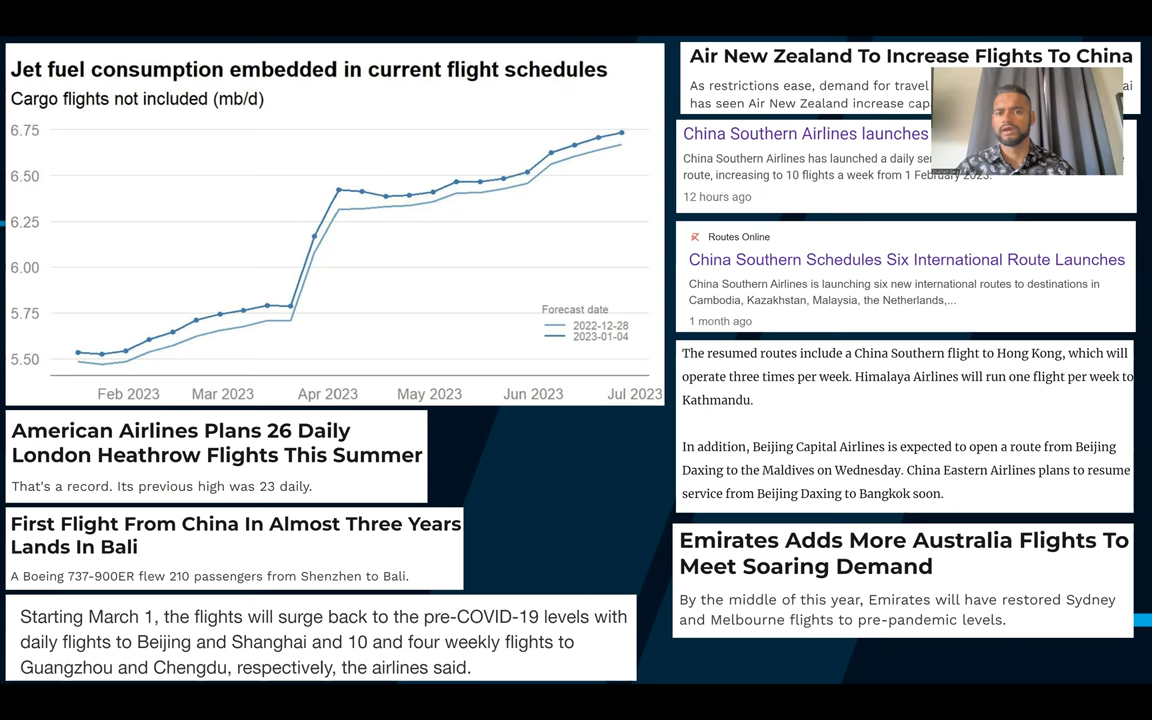 Jet fuel consumption embedded in current flight schedules
Cargo flights not included (mb/d)
6.75
6.50
6.25
6.00
5.75
5.50
Forecast date
2022-12-28
2023-01-04
Feb 2023
Mar 2023
Apr 2023
May 2023
Jun 2023
Jul 2023
American Airlines Plans 26 Daily
London Heathrow Flights This Summer
That's a record. Its previous high was 23 daily.
First Flight From China In Almost Three Years
Lands In Bali
A Boeing 737-900ER flew 210 passengers from Shenzhen to Bali.
Starting March 1, the flights will surge back to the pre-COVID-19 levels with
daily flights to Beijing and Shanghai and 10 and four weekly flights to
Guangzhou and Chengdu, respectively, the airlines said.
Air New Zealand To Increase Flights To China
As restrictions ease, demand for travel
has seen Air New Zealand increase
China Southern Airlines launches
China Southern Airlines has launched a daily
route, increasing to 10 flights a week from 1 February 2023.
12 hours ago
Routes Online
China Southern Schedules Six International Route Launches
China Southern Airlines is launching six new international routes to destinations in
Cambodia, Kazakhstan, Malaysia, the Netherlands,...
1 month ago
The resumed routes include a China Southern flight to Hong Kong, which will
operate three times per week. Himalaya Airlines will run one flight per week to
Kathmandu.
In addition, Beijing Capital Airlines is expected to open a route from Beijing
Daxing to the Maldives on Wednesday. China Eastern Airlines plans to resume
service from Beijing Daxing to Bangkok soon.
Emirates Adds More Australia Flights To
Meet Soaring Demand
By the middle of this year, Emirates will have restored Sydney
and Melbourne flights to pre-pandemic levels.